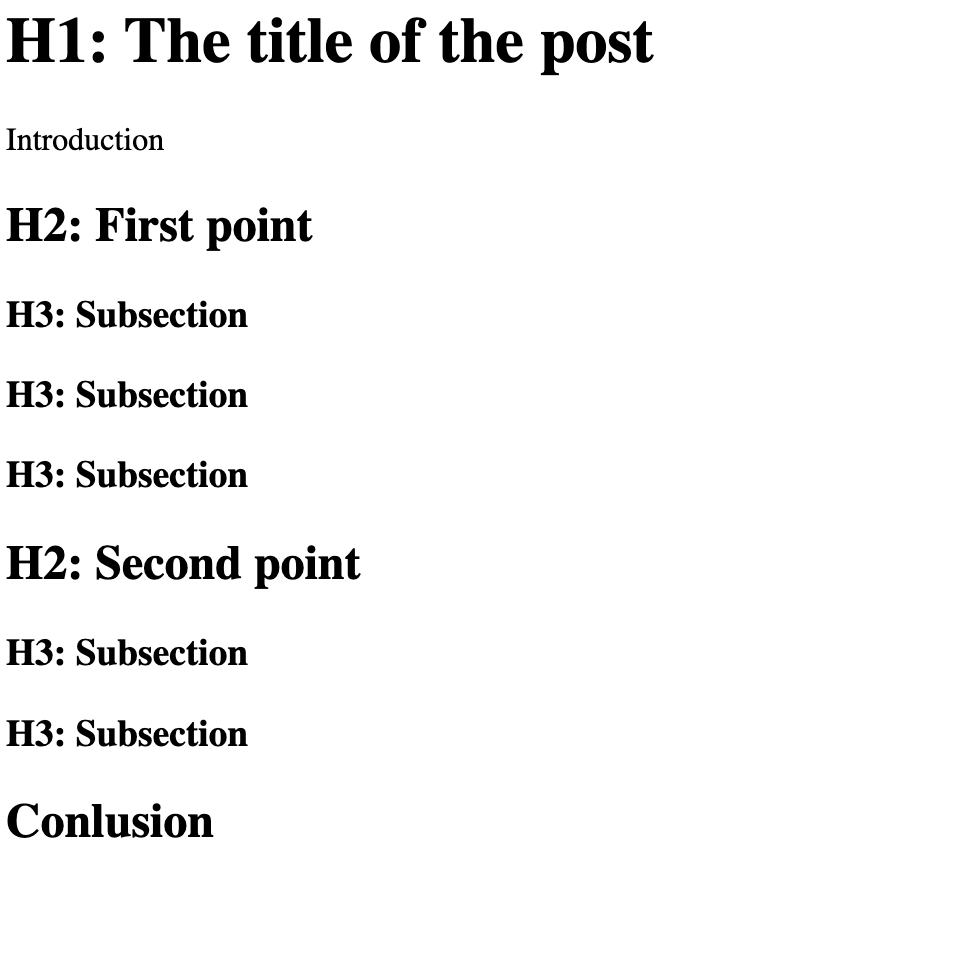 H1: The title of the post
Introduction
H2: First point
H3: Subsection
H3: Subsection
H3: Subsection
H2: Second point
H3: Subsection
H3: Subsection
Conlusion